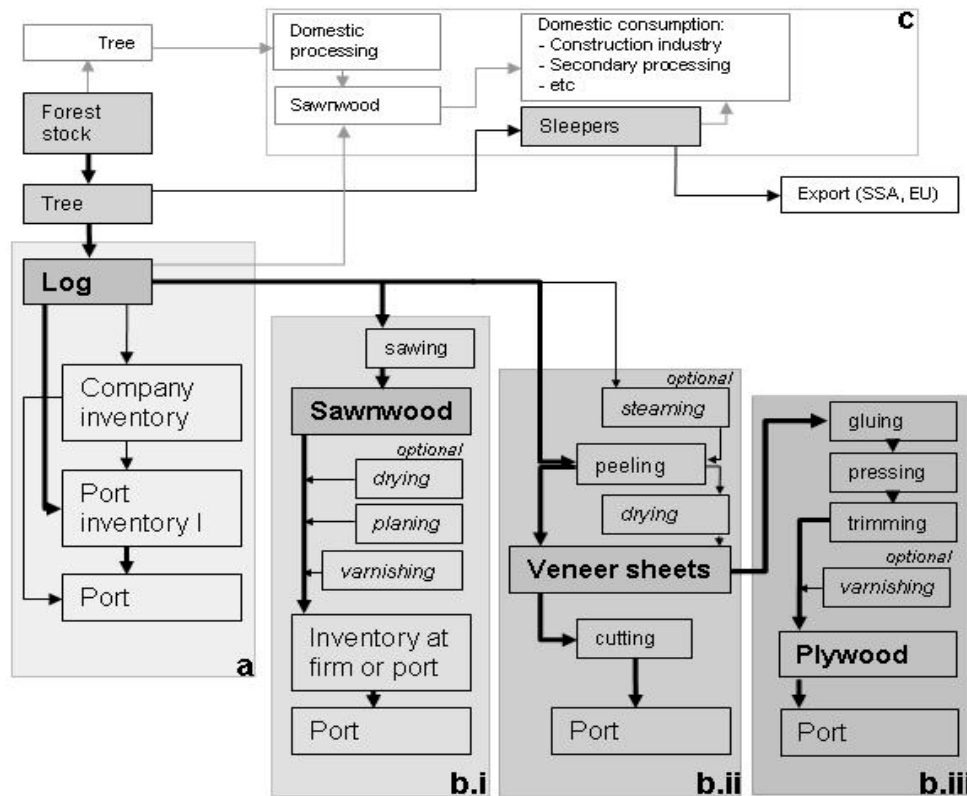 c
Tree
Domestic
processing
Sawnwood
Domestic consumption:
- Construction industry
- Secondary processing
- etc
Forest
stock
Sleepers
Tree
Export (SSA, EU)
Log
Company
inventory
Port
inventory I
Port
a
sawing
Sawnwood
optional
drying
planing
varnishing
Inventory at
firm or port
Port
b.i
optional
steaming
peeling
drying
Veneer sheets
cutting
Port
b.ii
gluing
pressing
trimming
optional
varnishing
Plywood
Port
b.iii